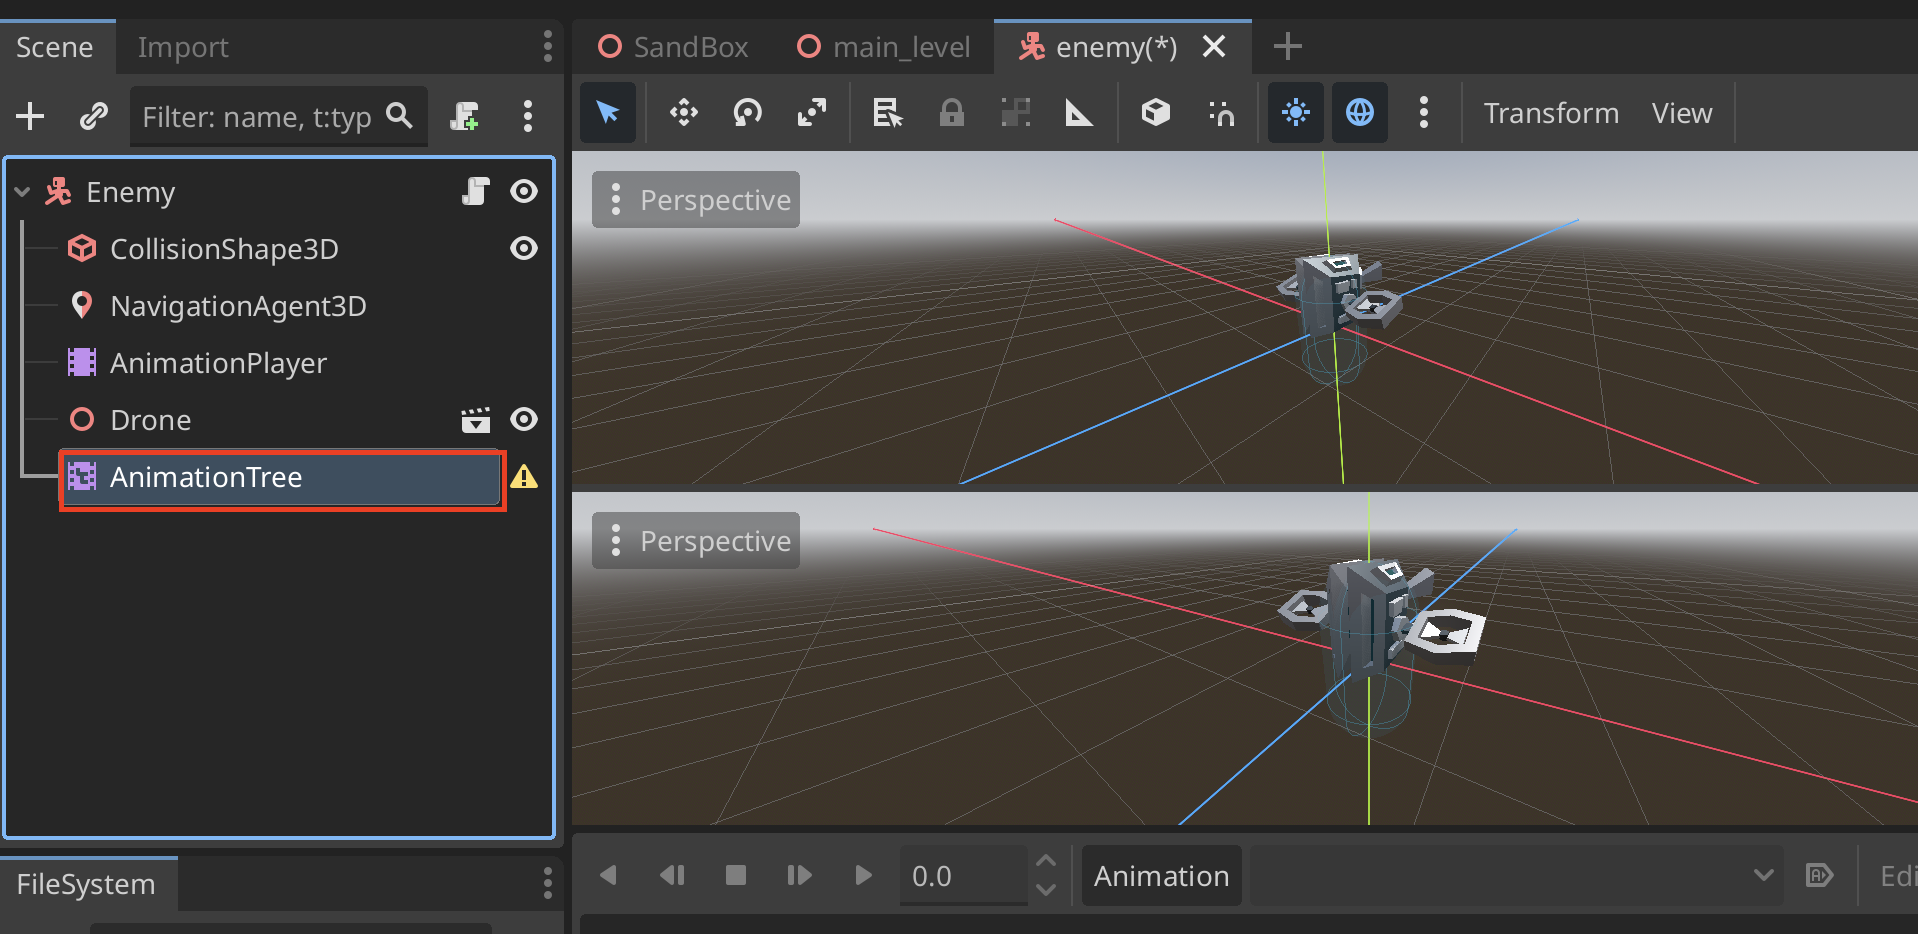 Scene
Import
SandBox
main_level
enemy(*)
Filter: name, t:typ
Transform
View
Enemy
CollisionShape3D
NavigationAgent3D
AnimationPlayer
Drone
AnimationTree
Perspective
Perspective
FileSystem
0.0
Animation
Edi